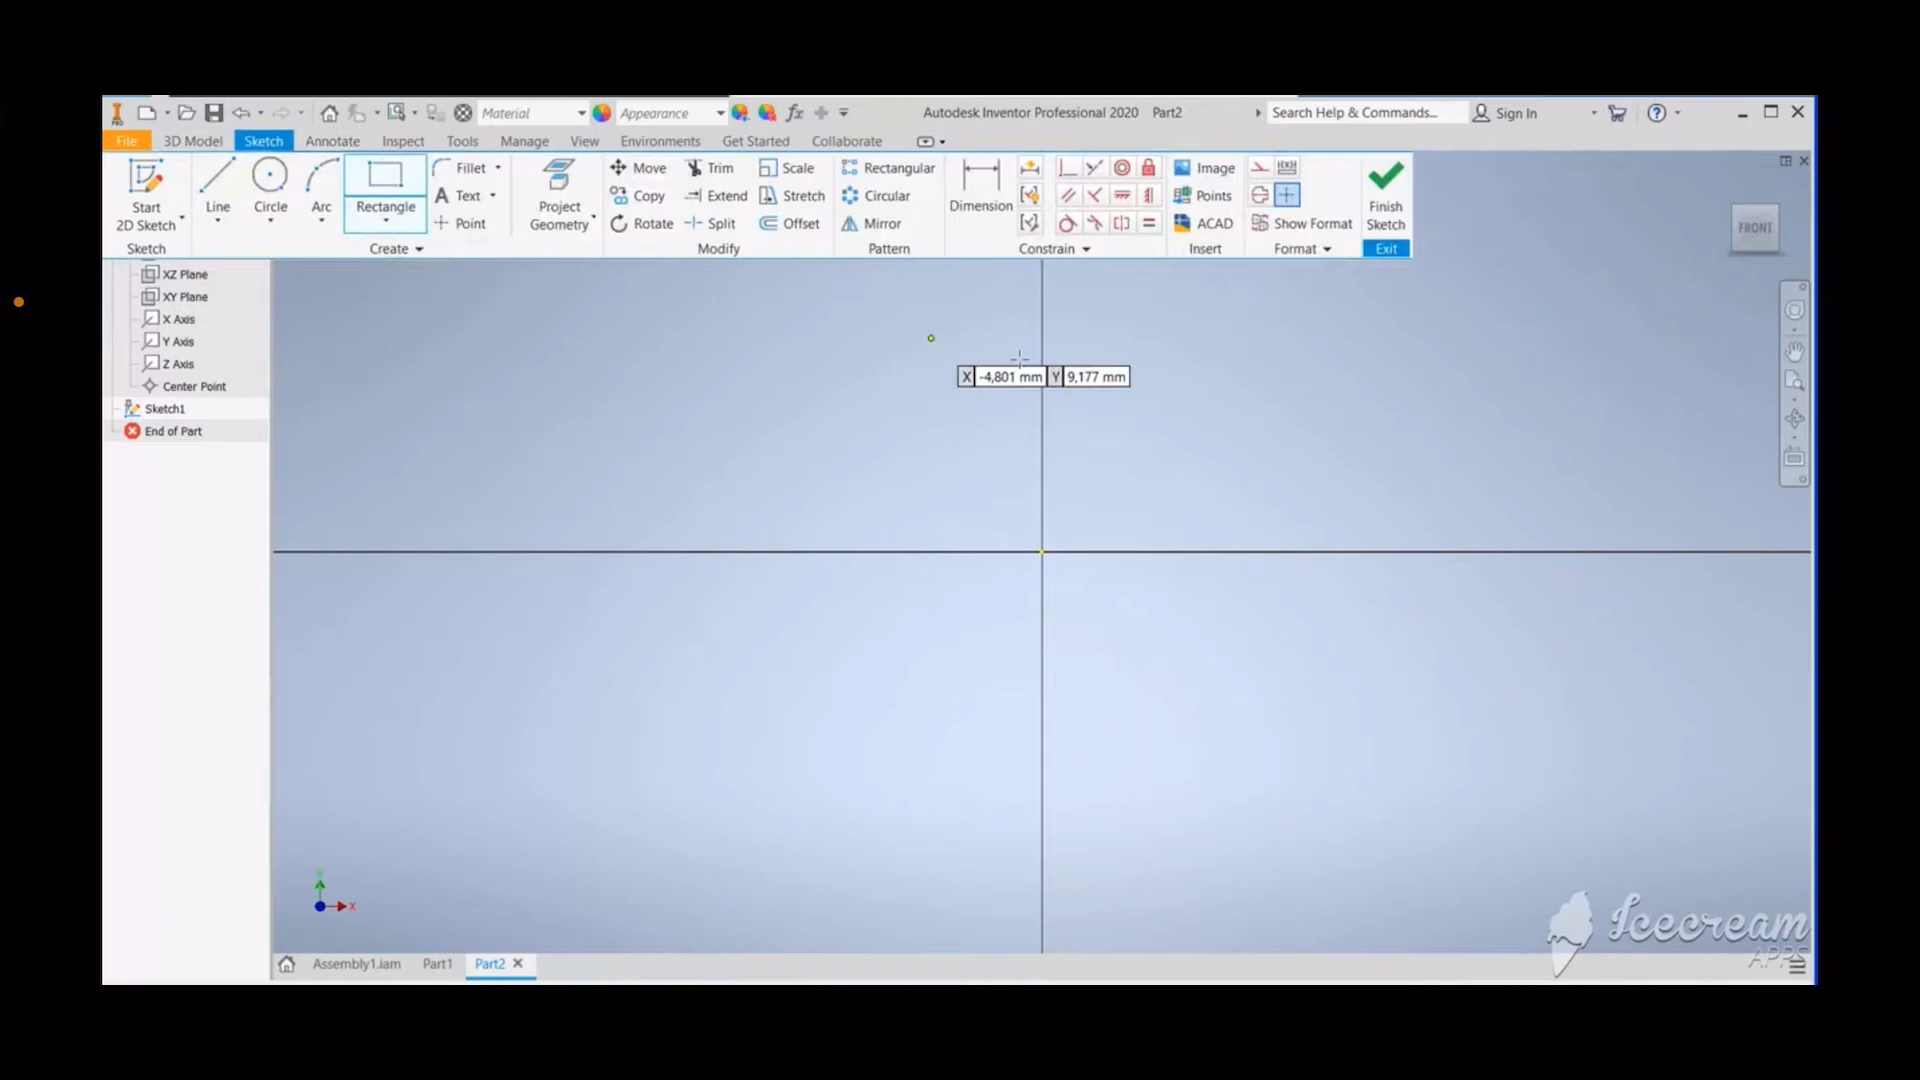 PRO Material Appearance fx Autodesk Inventor Professional 2020 Part2 Search Help & Commands... Sign In ?
File 3D Model Sketch Annotate Inspect Tools Manage View Environments Get Started Collaborate
Start 2D Sketch
Line
Circle
Arc
Rectangle
Fillet
A Text
Point
Project Geometry
Move Trim Scale
Copy Extend Stretch
Rotate Split Offset
Rectangular
Circular
Mirror
Dimension
Image
Points
ACAD
Show Format
Finish Sketch
Sketch Create Modify Pattern Constrain Insert Format Exit
FRONT
XZ Plane
XY Plane
X Axis
Y Axis
Z Axis
Center Point
Sketch1
End of Part
X -4,801 mm Y 9,177 mm
Y
X
Icecream
APPS
Assembly1.iam Part1 Part2